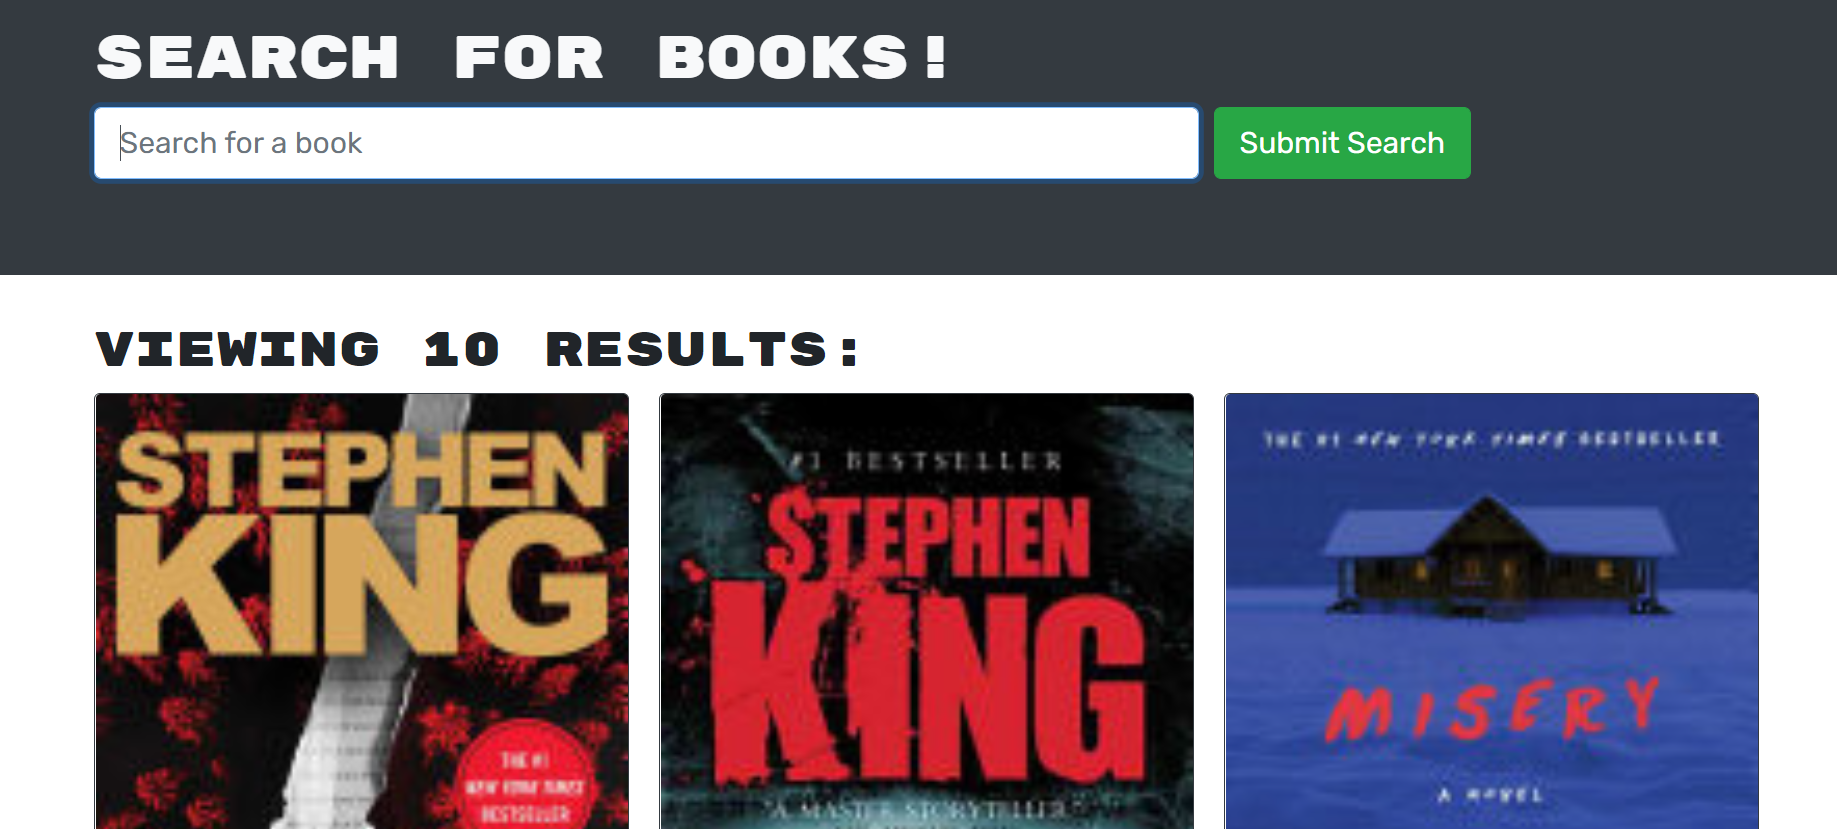 SEARCH FOR BOOKS!
Search for a book
Submit Search
VIEWING 10 RESULTS:
STEPHEN
KING
THE #1
NEW YORK TIMES
BESTSELLER
#1 BESTSELLER
STEPHEN
KING
"A MASTER STORYTELLER"
THE #1 NEW YORK TIMES BESTSELLER
MISERY
A NOVEL